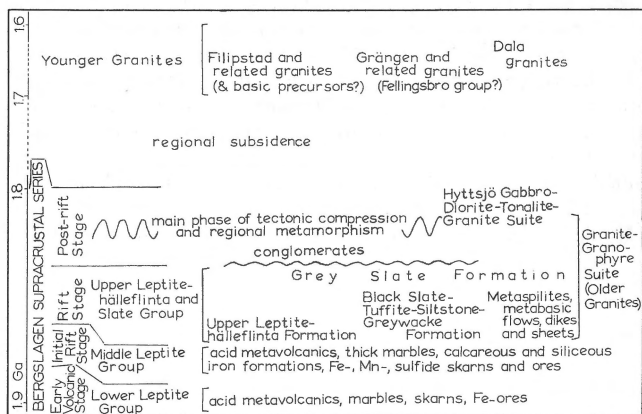 1.6
1.7
1.8
1.9 Ga
BERGSLAGEN SUPRACRUSTAL SERIES
Post-rift
Stage
Rift
Stage
Initial
Rift
Stage
Early
Volcanic
Stage
Younger Granites
Filipstad and
related granites
(& basic precursors?)
Grängen and
related granites
(Fellingsbro group?)
Dala
granites
regional subsidence
Hyttsjö Gabbro-
Diorite-Tonalite-
Granite Suite
main phase of tectonic compression
and regional metamorphism
conglomerates
Granite-
Grano-
phyre
Suite
(Older
Granites)
Grey Slate Formation
Upper Leptite-
hälleflinta and
Slate Group
Upper Leptite-
hälleflinta Formation
Black Slate-
Tuffite-Siltstone-
Greywacke
Formation
Metaspilites,
metabasic
flows, dikes
and sheets
Middle Leptite
Group
acid metavolcanics, thick marbles, calcareous and siliceous
iron formations, Fe-, Mn-, sulfide skarns and ores
Lower Leptite
Group
acid metavolcanics, marbles, skarns, Fe-ores